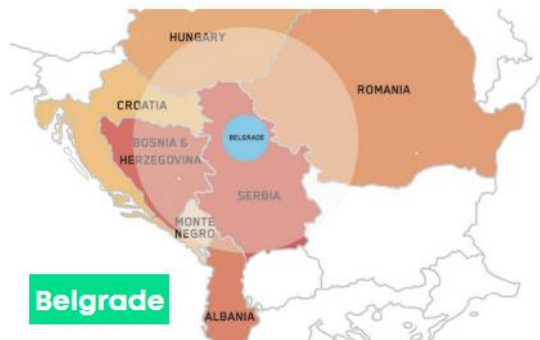 HUNGARY
ROMANIA
CROATIA
BELGRADE
BOSNIA &
HERZEGOVINA
SERBIA
MONTE
NEGRO
Belgrade
ALBANIA